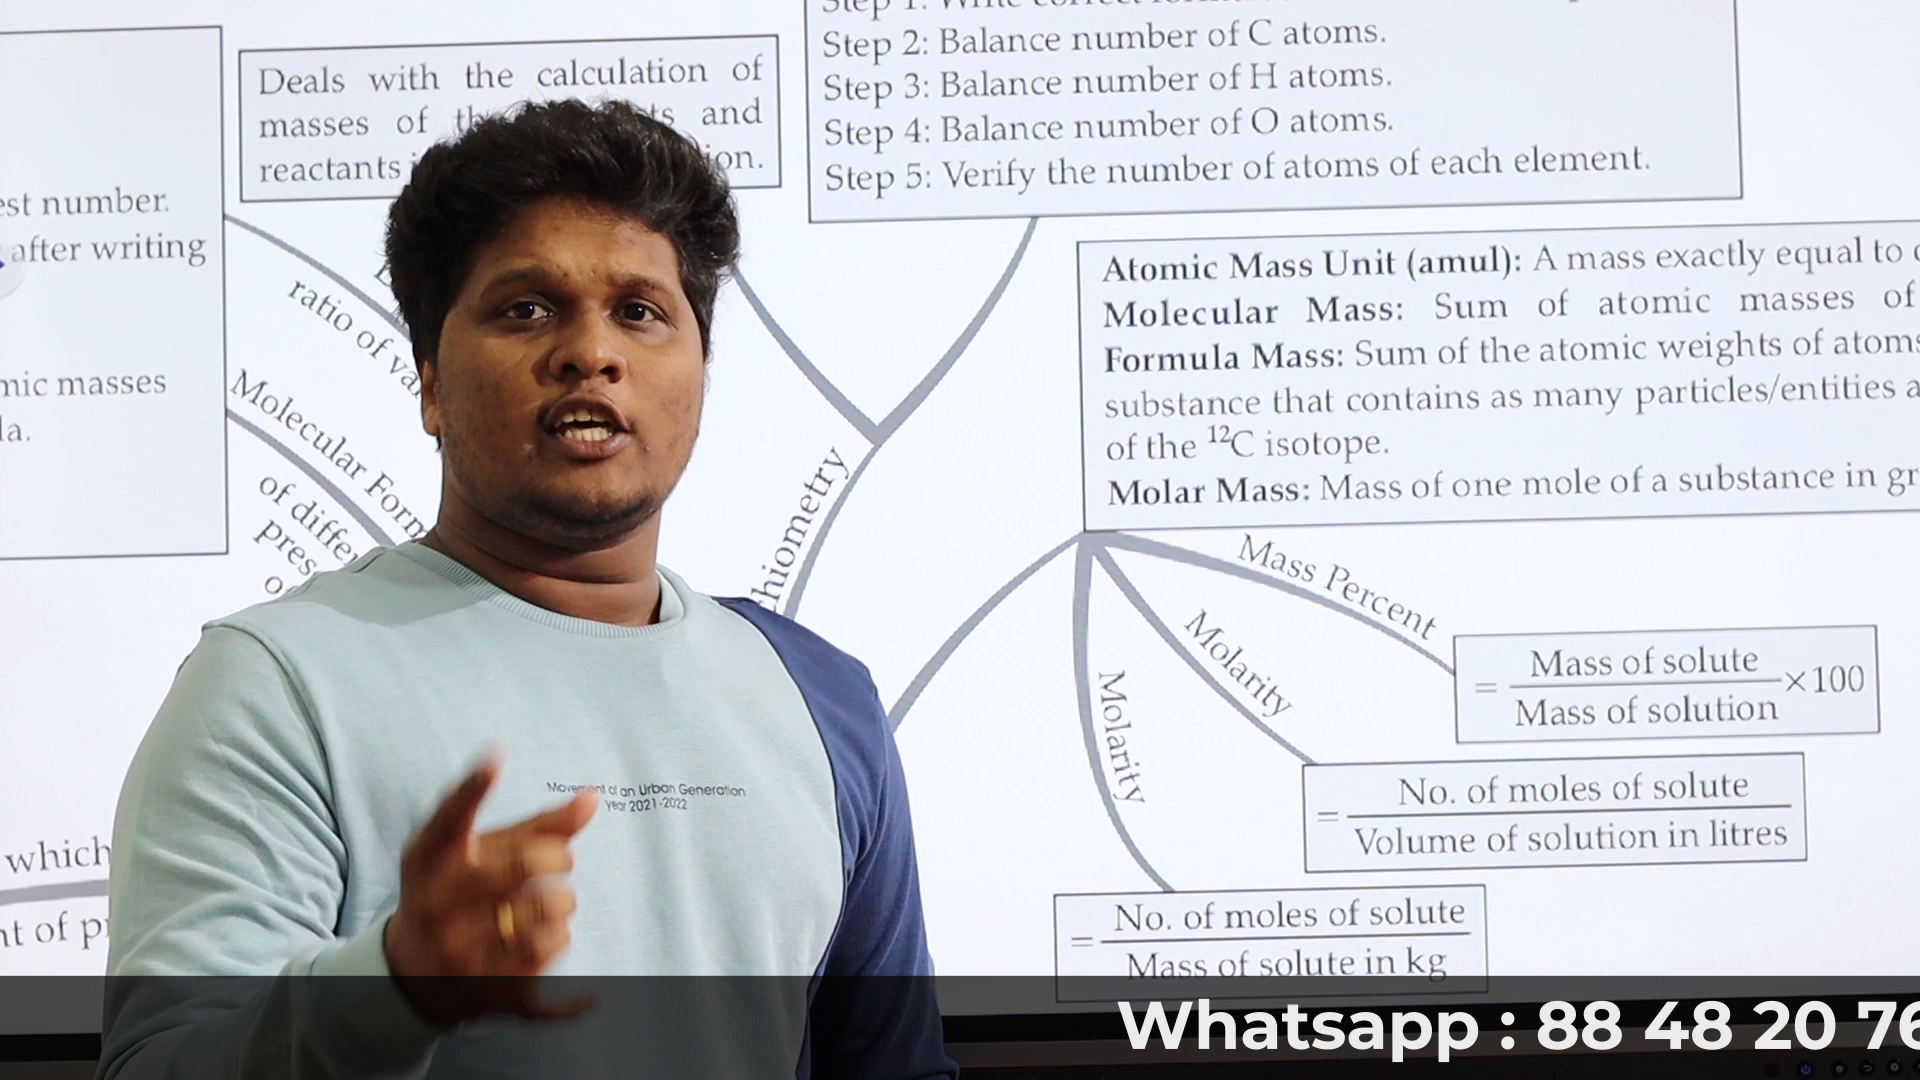 Step 1: Write correct
Step 2: Balance number of C atoms.
Step 3: Balance number of H atoms.
Step 4: Balance number of O atoms.
Step 5: Verify the number of atoms of each element.
Deals with the calculation of
masses of and
reactants
est number.
after writing
mic masses
la.
ratio of
Molecular Form
of differ
pres
which
nt of p
chiometry
Atomic Mass Unit (amul): A mass exactly equal to
Molecular Mass: Sum of atomic masses of
Formula Mass: Sum of the atomic weights of atoms
substance that contains as many particles/entities a
of the ¹²C isotope.
Molar Mass: Mass of one mole of a substance in gr
Mass Percent
= Mass of solute
Mass of solution ×100
Molarity
= No. of moles of solute
Volume of solution in litres
Molarity
= No. of moles of solute
Mass of solute in kg
Movement of an Urban Generation
Year 2021-2022
Whatsapp : 88 48 20 76